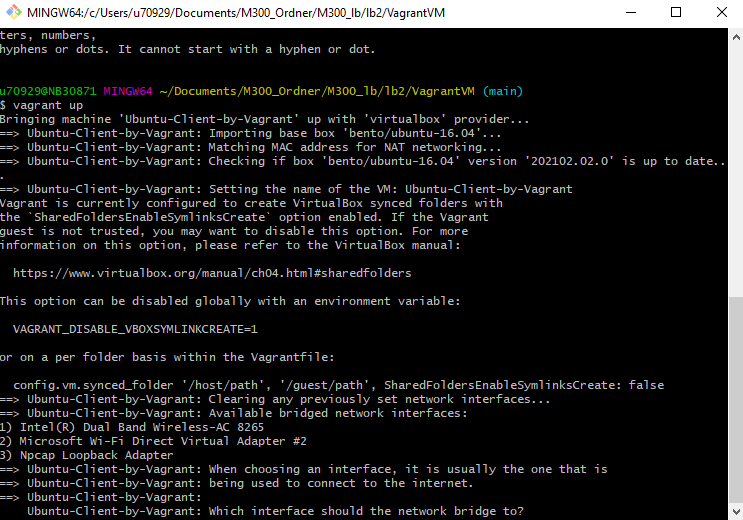 MINGW64:/c/Users/u70929/Documents/M300_Ordner/M300_lb/lb2/VagrantVM
ters, numbers,
hyphens or dots. It cannot start with a hyphen or dot.
u70929@NB30871 MINGW64 ~/Documents/M300_Ordner/M300_lb/lb2/VagrantVM (main)
$ vagrant up
Bringing machine 'Ubuntu-Client-by-Vagrant' up with 'virtualbox' provider...
==> Ubuntu-Client-by-Vagrant: Importing base box 'bento/ubuntu-16.04'...
==> Ubuntu-Client-by-Vagrant: Matching MAC address for NAT networking...
==> Ubuntu-Client-by-Vagrant: Checking if box 'bento/ubuntu-16.04' version '202102.02.0' is up to date..
.
==> Ubuntu-Client-by-Vagrant: Setting the name of the VM: Ubuntu-Client-by-Vagrant
Vagrant is currently configured to create VirtualBox synced folders with
the `SharedFoldersEnableSymlinksCreate` option enabled. If the Vagrant
guest is not trusted, you may want to disable this option. For more
information on this option, please refer to the VirtualBox manual:
https://www.virtualbox.org/manual/ch04.html#sharedfolders
This option can be disabled globally with an environment variable:
VAGRANT_DISABLE_VBOXSYMLINKCREATE=1
or on a per folder basis within the Vagrantfile:
config.vm.synced_folder '/host/path', '/guest/path', SharedFoldersEnableSymlinksCreate: false
==> Ubuntu-Client-by-Vagrant: Clearing any previously set network interfaces...
==> Ubuntu-Client-by-Vagrant: Available bridged network interfaces:
1) Intel(R) Dual Band Wireless-AC 8265
2) Microsoft Wi-Fi Direct Virtual Adapter #2
3) Npcap Loopback Adapter
==> Ubuntu-Client-by-Vagrant: When choosing an interface, it is usually the one that is
==> Ubuntu-Client-by-Vagrant: being used to connect to the internet.
==> Ubuntu-Client-by-Vagrant:
Ubuntu-Client-by-Vagrant: Which interface should the network bridge to?